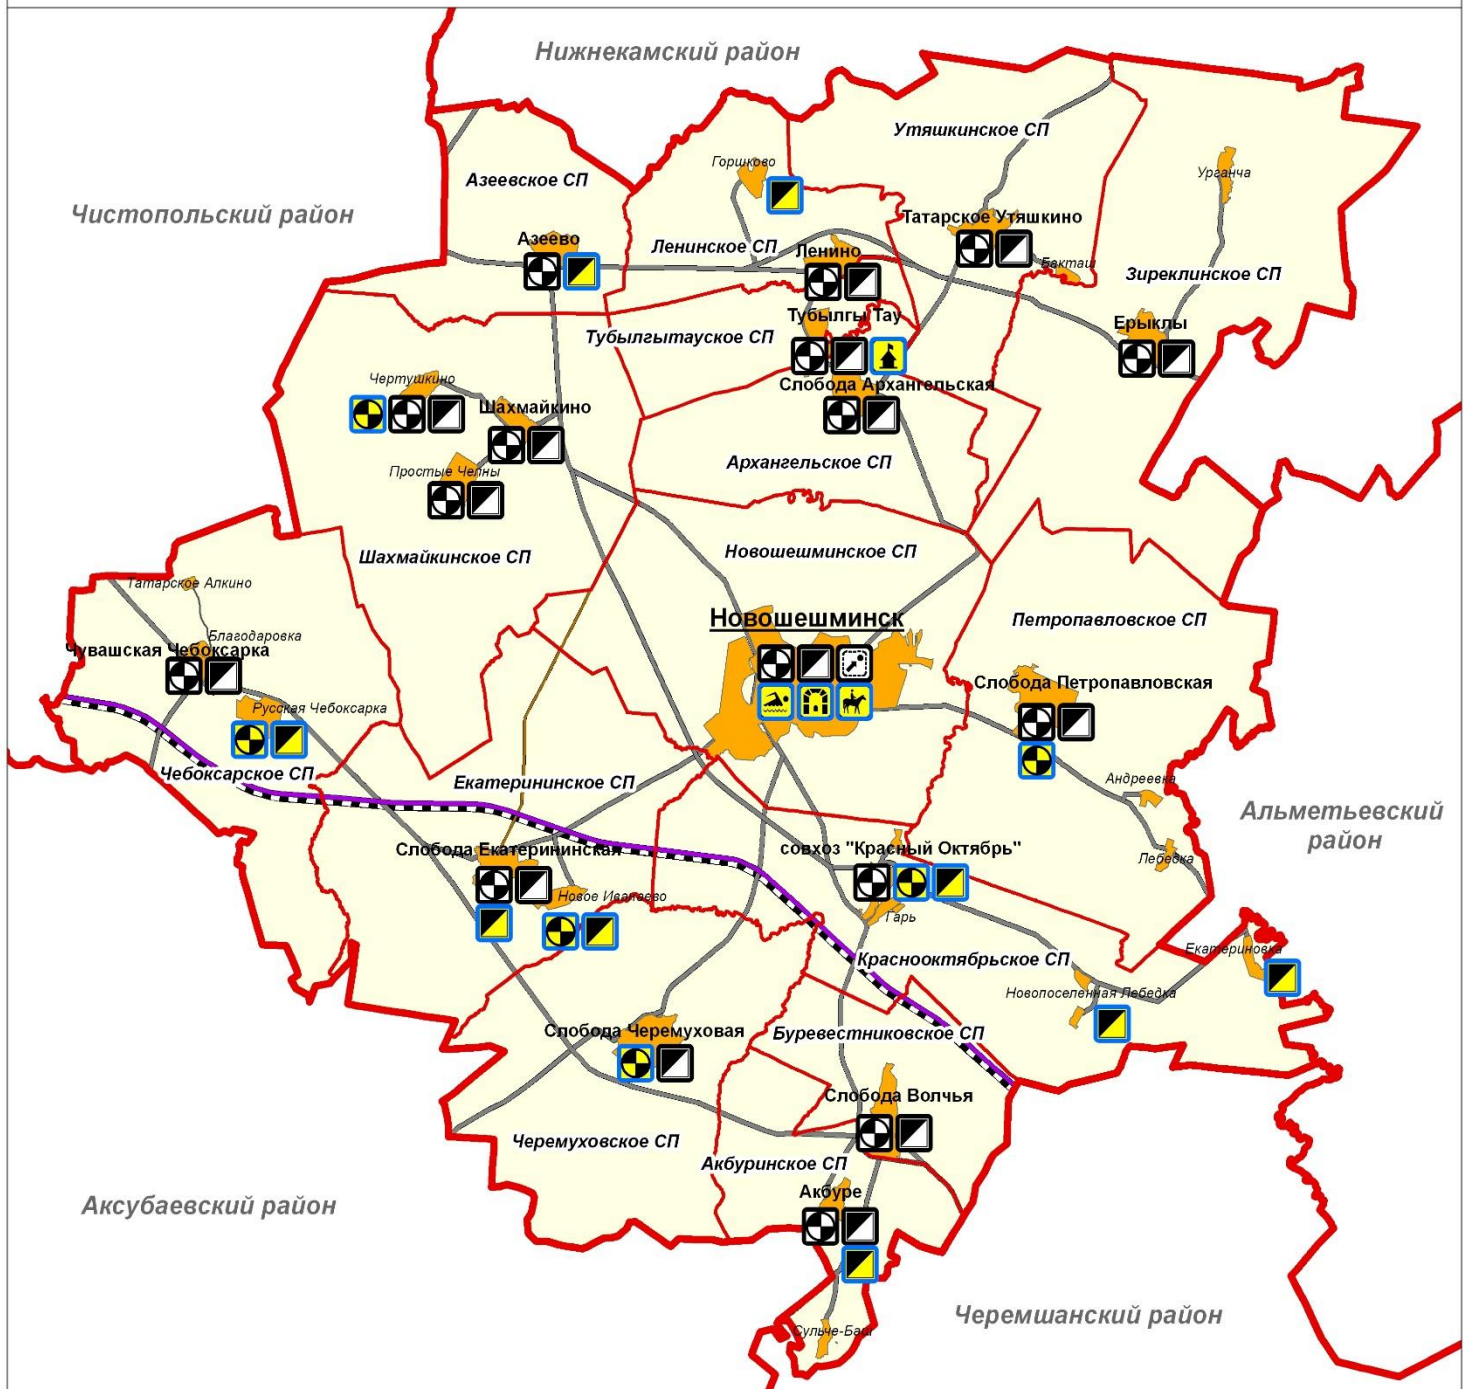 Нижнекамский район
Утяшкинское СП
Горшково
Азеевское СП
Урганча
Чистопольский район
Татарское Утяшкино
Азеево
Ленинское СП
Ленино
Бакташ
Зиреклинское СП
Тубылгы Тау
Ерыклы
Тубылгытауское СП
Чертушкино
Слобода Архангельская
Шахмайкино
Архангельское СП
Простые Челны
Новошешминское СП
Шахмайкинское СП
Татарское Алкино
Новошешминск
Петропавловское СП
Благодаровка
Чувашская Чебоксарка
Слобода Петропавловская
Русская Чебоксарка
Чебоксарское СП
Екатерининское СП
Андреевка
Альметьевский
район
Слобода Екатерининская
совхоз "Красный Октябрь"
Лебедка
Новое Иванаево
Гарь
Екатериновка
Краснооктябрьское СП
Новопоселенная Лебедка
Слобода Черемуховая
Буревестниковское СП
Слобода Волчья
Черемуховское СП
Акбуринское СП
Акбуре
Аксубаевский район
Черемшанский район
Сульче-Баш